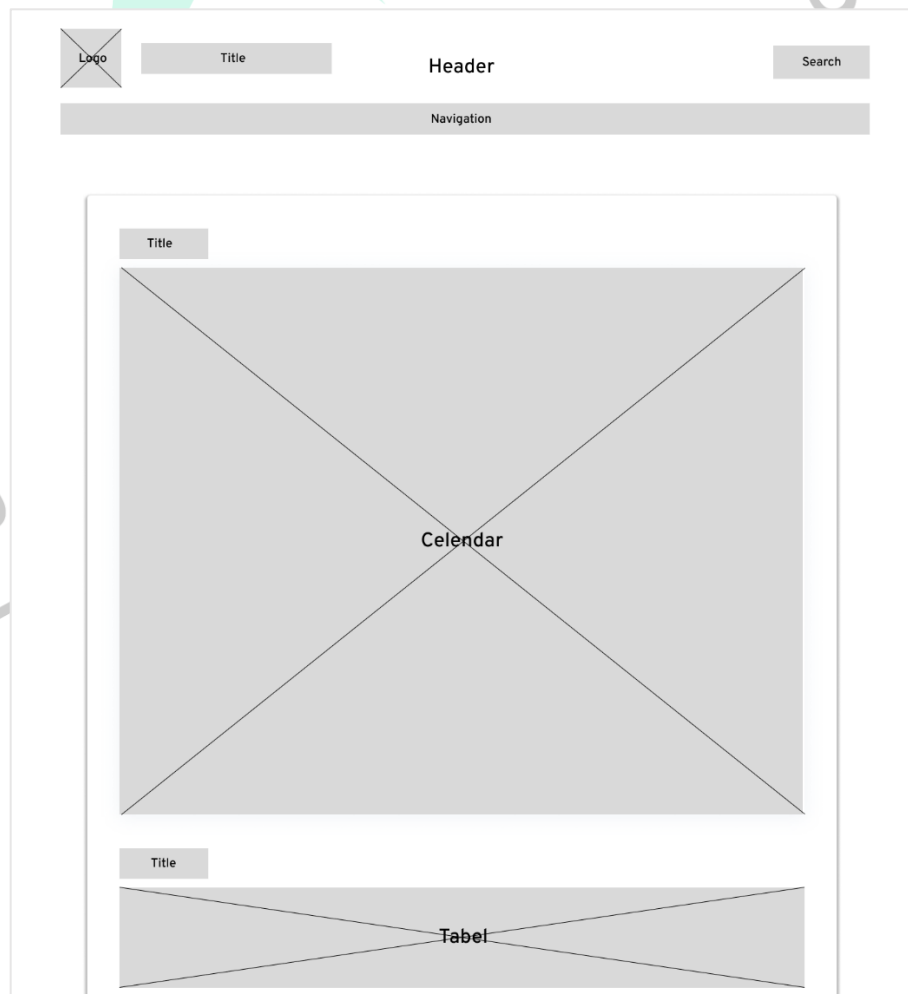 Logo
Title
Header
Search
Navigation
Title
Celendar
Title
Tabel